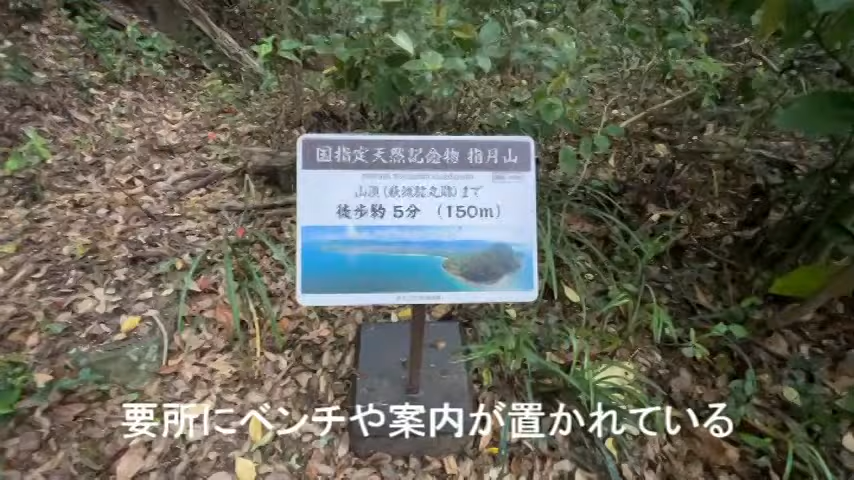 国指定天然記念物 指月山
山頂(萩城詰丸跡)まで
徒歩約 5分 (150m)
要所にベンチや案内が置かれている